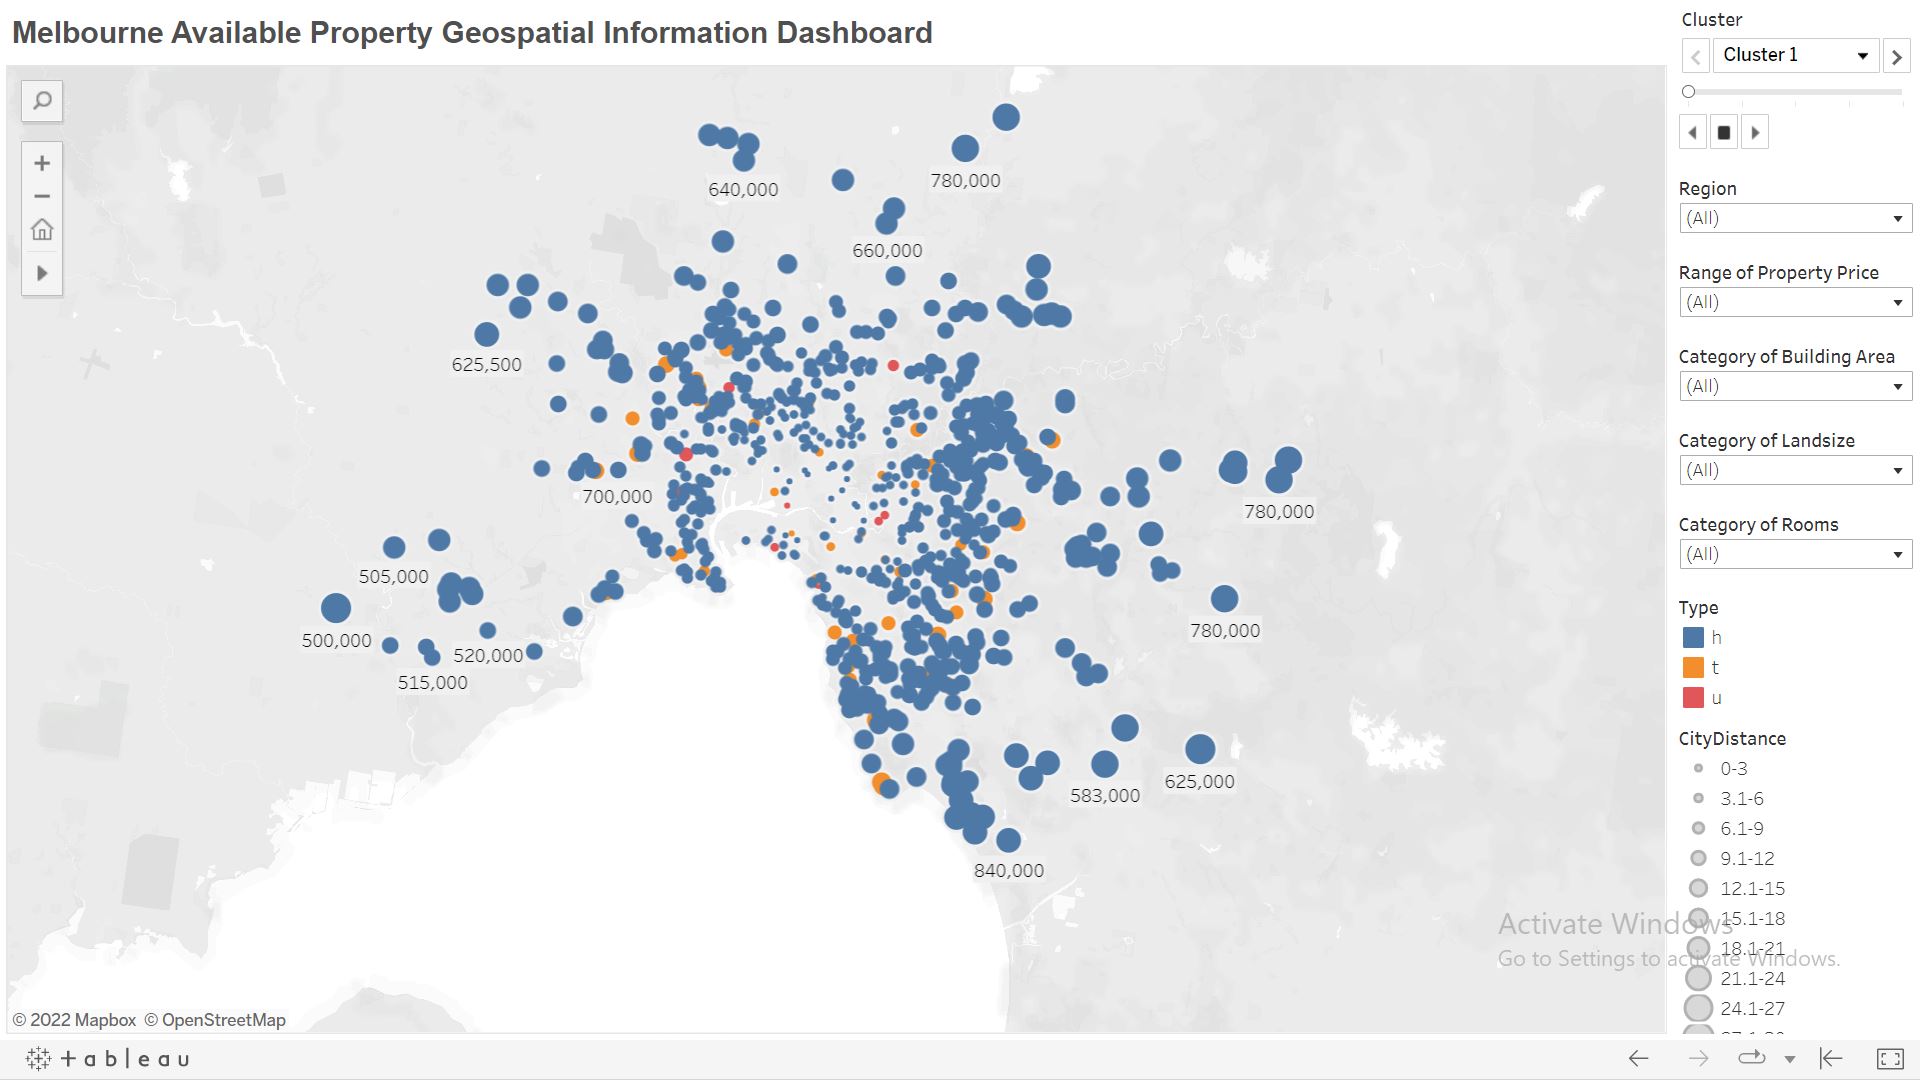 Melbourne Available Property Geospatial Information Dashboard
640,000
780,000
660,000
625,500
700,000
780,000
505,000
500,000
520,000
780,000
515,000
583,000
625,000
840,000
© 2022 Mapbox © OpenStreetMap
Cluster
Cluster 1
Region
(All)
Range of Property Price
(All)
Category of Building Area
(All)
Category of Landsize
(All)
Category of Rooms
(All)
Type
h
t
u
CityDistance
0-3
3.1-6
6.1-9
9.1-12
12.1-15
15.1-18
18.1-21
21.1-24
24.1-27
Activate Windows
Go to Settings to activate Windows.
+ a b l e a u